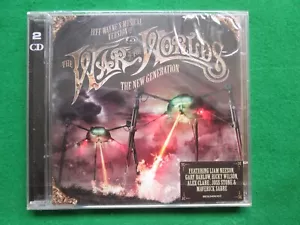 2
CD
JEFF WAYNE'S MUSICAL
VERSION OF
THE WAR OF THE WORLDS
THE NEW GENERATION
FEATURING LIAM NEESON,
GARY BARLOW, RICKY WILSON,
ALEX CLARE, JOSS STONE &
MAVERICK SABRE